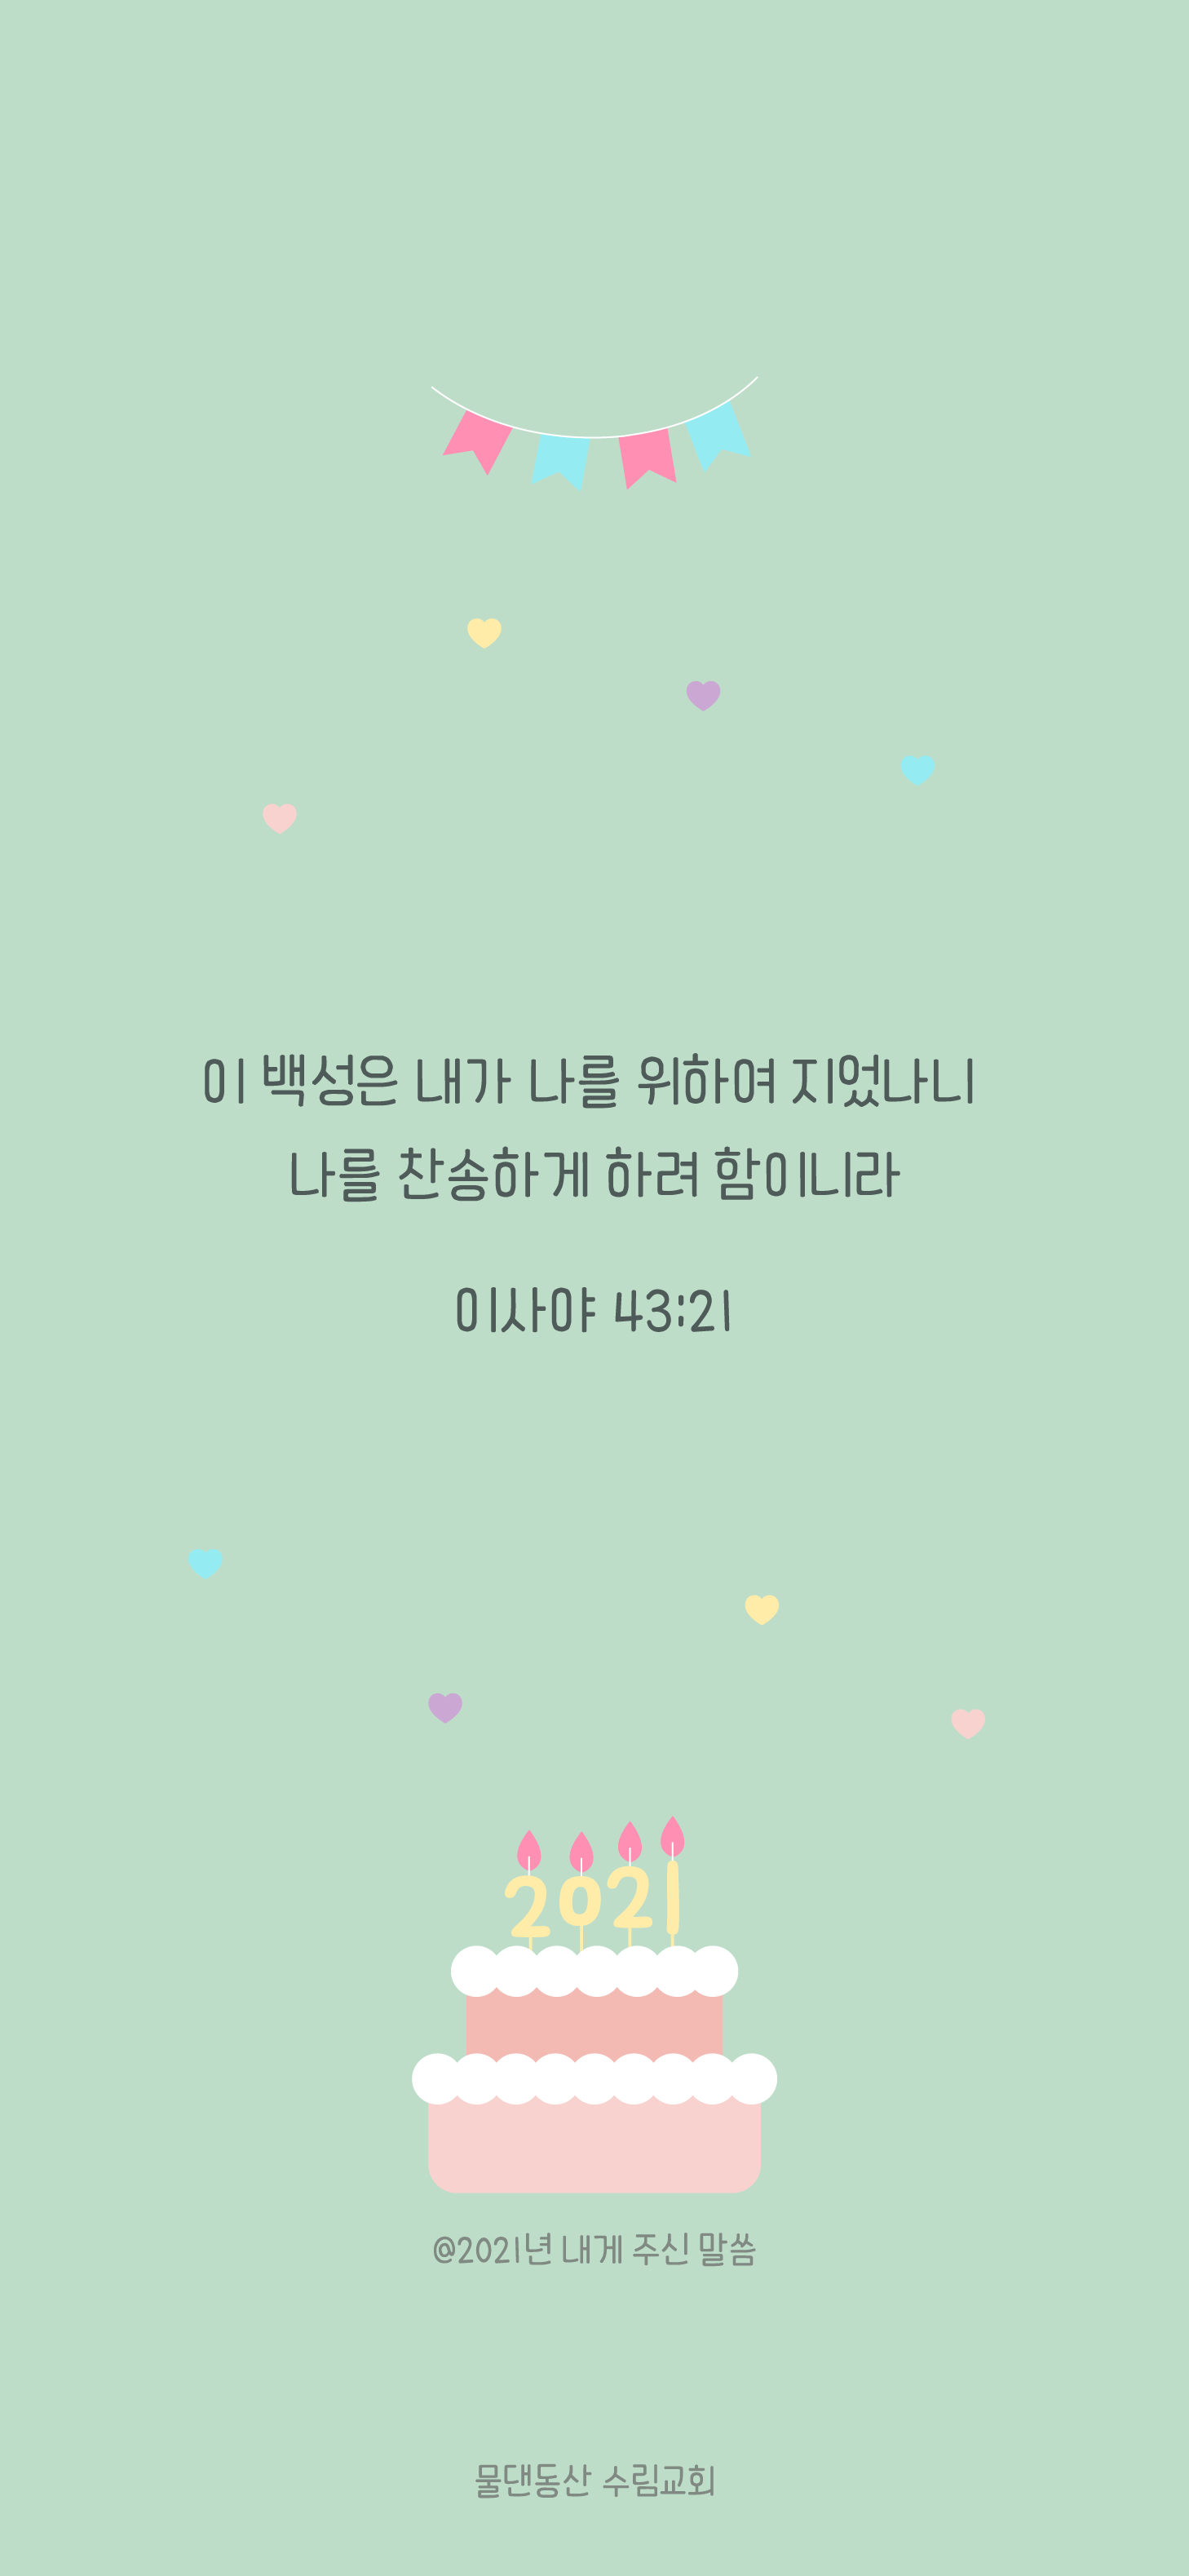 이 백성은 내가 나를 위하여 지었나니
나를 찬송하게 하려 함이니라
이사야 43:21
2021
@2021년 내게 주신 말씀
물댄동산 수림교회